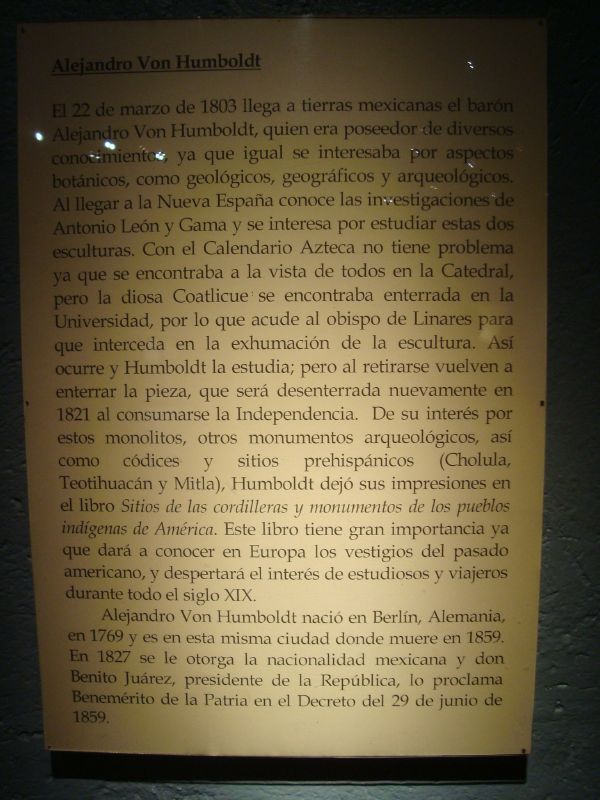 Alejandro Von Humboldt
El 22 de marzo de 1803 llega a tierras mexicanas el barón
Alejandro Von Humboldt, quien era poseedor de diversos
conocimientos, ya que igual se interesaba por aspectos
botánicos, como geológicos, geográficos y arqueológicos.
Al llegar a la Nueva España conoce las investigaciones de
Antonio León y Gama y se interesa por estudiar estas dos
esculturas. Con el Calendario Azteca no tiene problema
ya que se encontraba a la vista de todos en la Catedral,
pero la diosa Coatlicue se encontraba enterrada en la
Universidad, por lo que acude al obispo de Linares para
que interceda en la exhumación de la escultura. Así
ocurre y Humboldt la estudia; pero al retirarse vuelven a
enterrar la pieza, que será desenterrada nuevamente en
1821 al consumarse la Independencia. De su interés por
estos monolitos, otros monumentos arqueológicos, así
como códices y sitios prehispánicos (Cholula,
Teotihuacán y Mitla), Humboldt dejó sus impresiones en
el libro Sitios de las cordilleras y monumentos de los pueblos
indígenas de América. Este libro tiene gran importancia ya
que dará a conocer en Europa los vestigios del pasado
americano, y despertará el interés de estudiosos y viajeros
durante todo el siglo XIX.
Alejandro Von Humboldt nació en Berlín, Alemania,
en 1769 y es en esta misma ciudad donde muere en 1859.
En 1827 se le otorga la nacionalidad mexicana y don
Benito Juárez, presidente de la República, lo proclama
Benemérito de la Patria en el Decreto del 29 de junio de
1859.